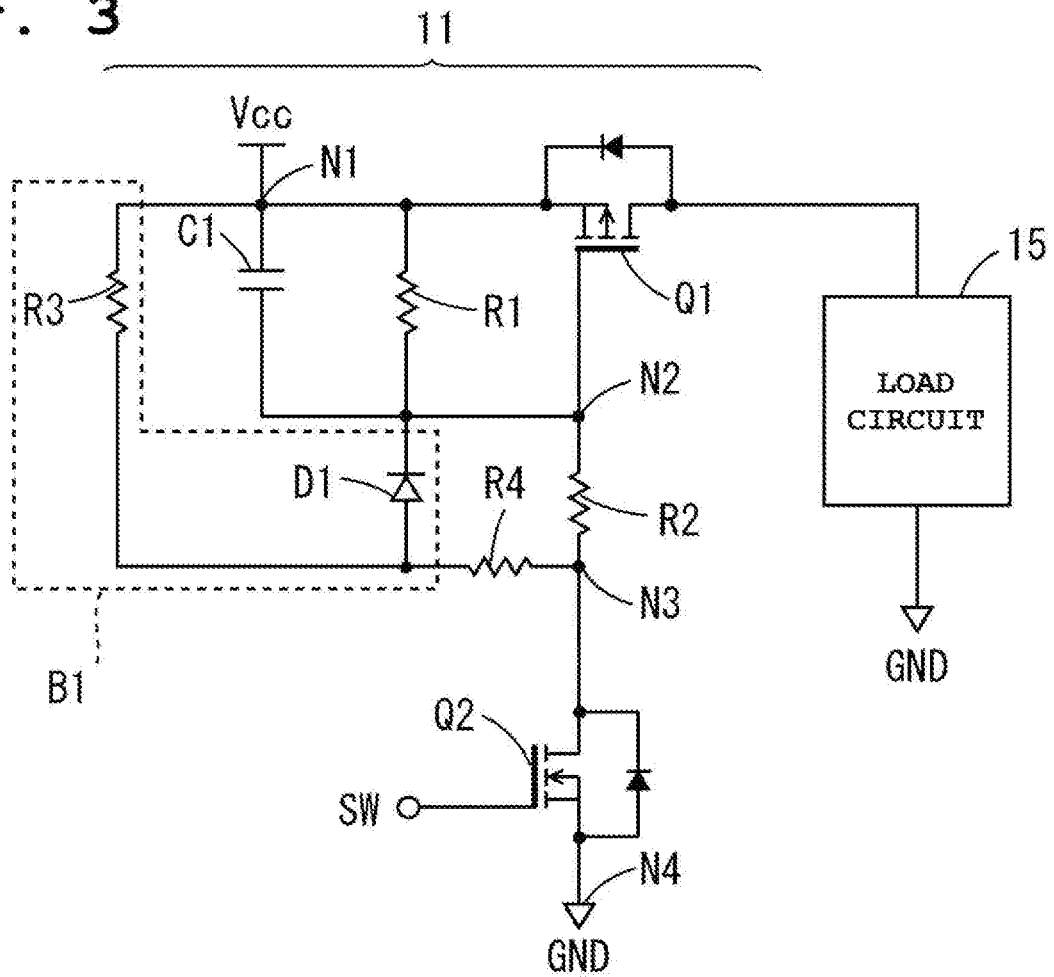 . 3
11
Vcc
N1
C1
15
R3
R1
Q1
N2
LOAD
CIRCUIT
D1
R4
R2
N3
GND
B1
Q2
SW
N4
GND